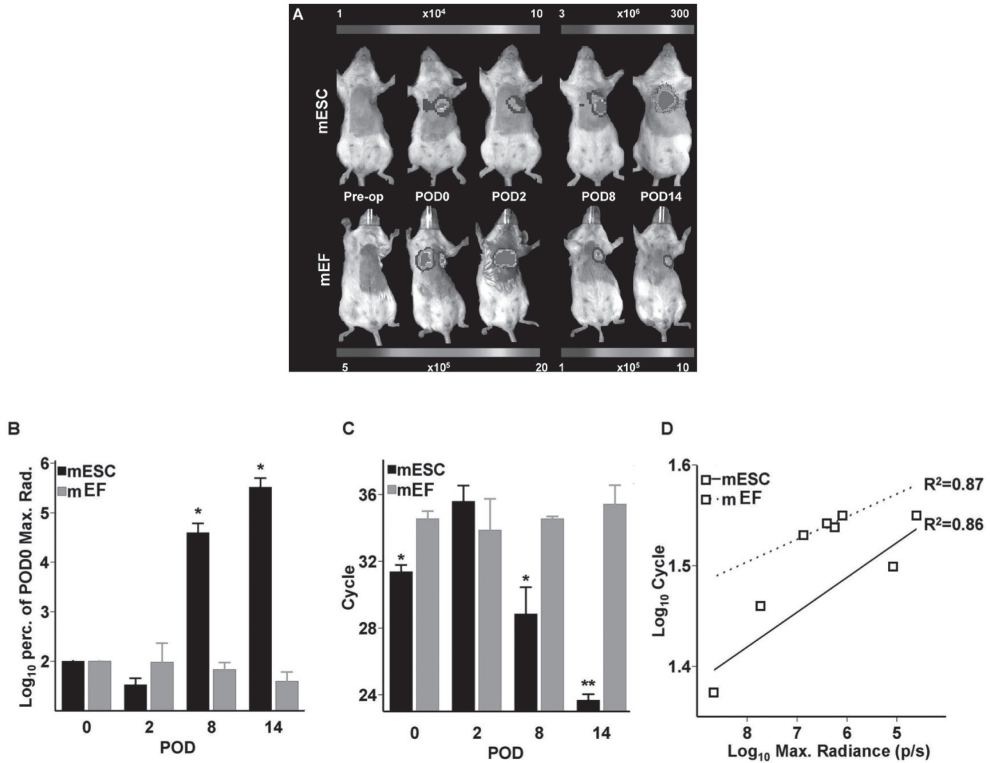 A
1 x10⁴ 10
3 x10⁶ 300
mESC
Pre-op POD0 POD2 POD8 POD14
mEF
5 x10⁵ 20
1 x10⁵ 10
B
mESC
mEF
Log₁₀ perc. of POD0 Max. Rad.
6
5
4
3
2
* *
0 2 8 14
POD
C
mESC
mEF
Cycle
36
32
28
24
* * **
0 2 8 14
POD
D
mESC
mEF
Log₁₀ Cycle
1.6
1.5
1.4
R²=0.87
R²=0.86
8 7 6 5
Log₁₀ Max. Radiance (p/s)